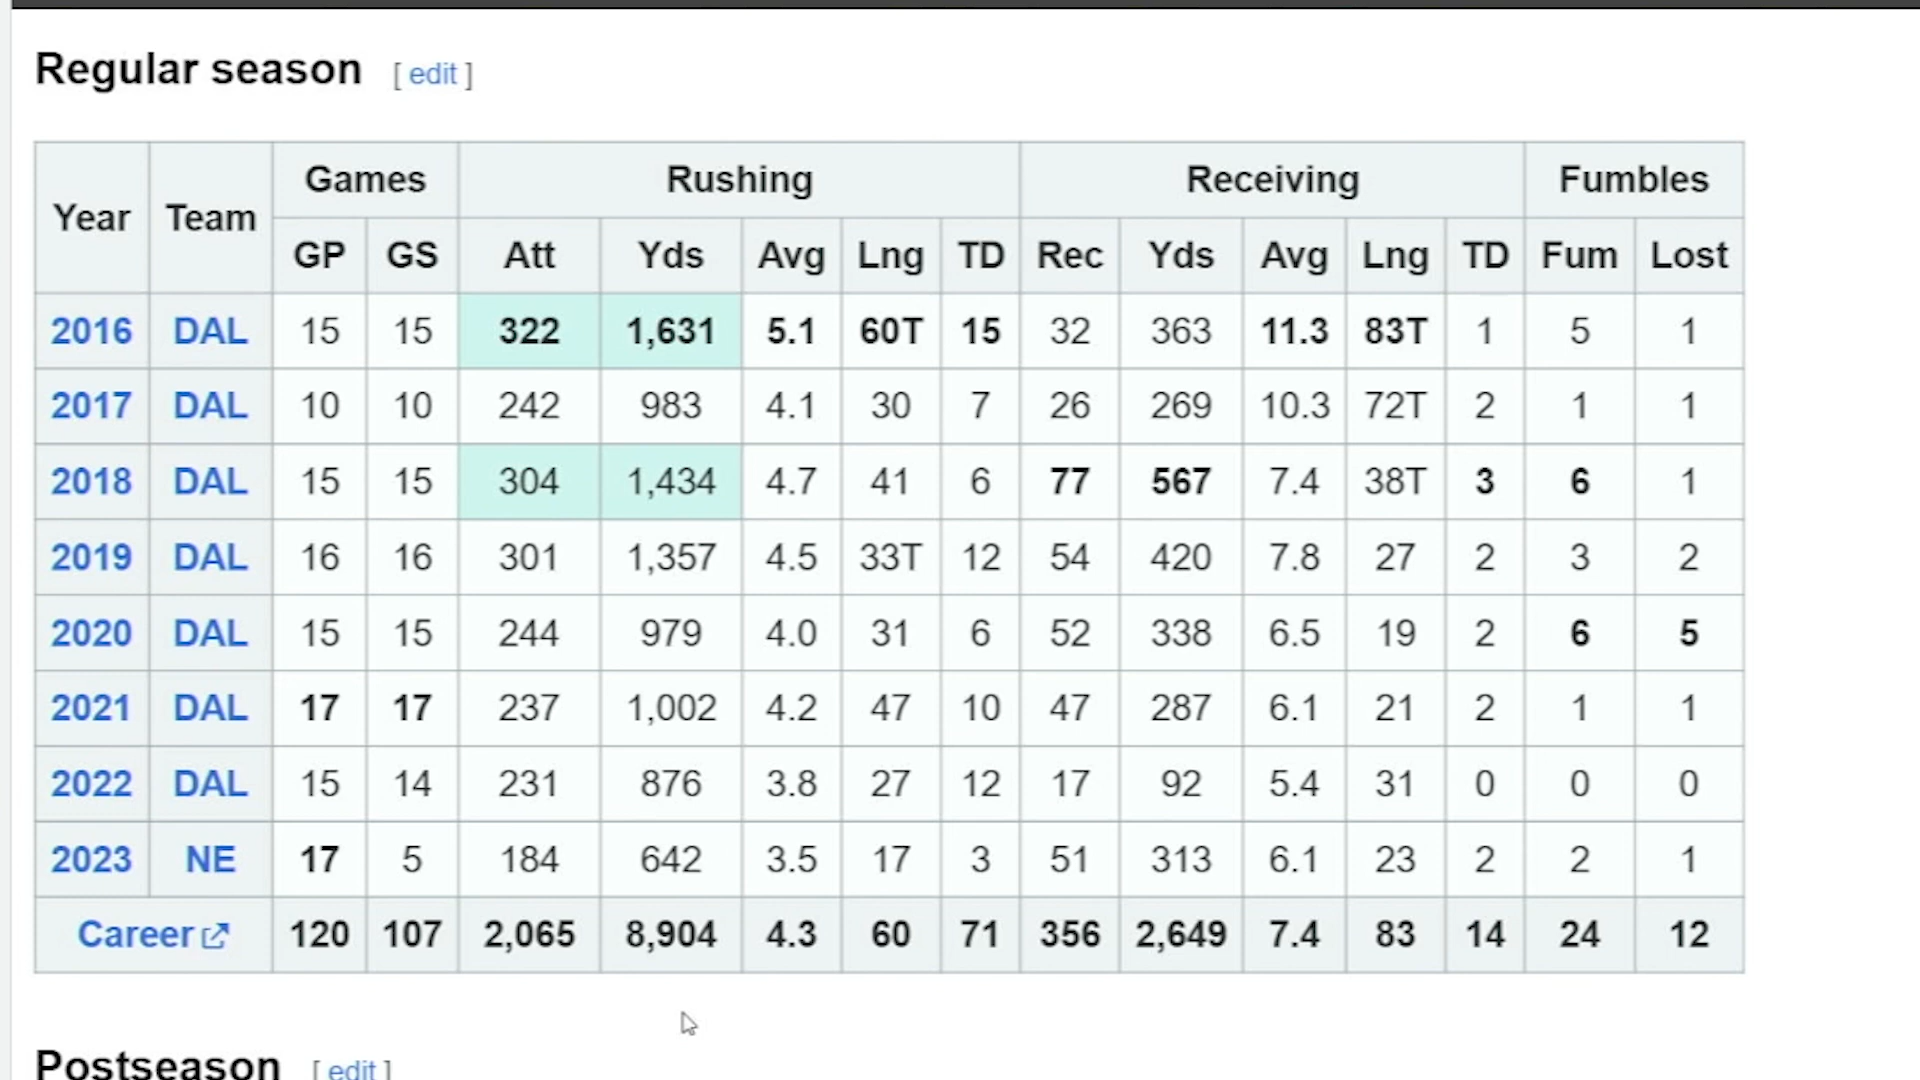 Regular season [ edit ]
Year Team Games Rushing Receiving Fumbles
GP GS Att Yds Avg Lng TD Rec Yds Avg Lng TD Fum Lost
2016 DAL 15 15 322 1,631 5.1 60T 15 32 363 11.3 83T 1 5 1
2017 DAL 10 10 242 983 4.1 30 7 26 269 10.3 72T 2 1 1
2018 DAL 15 15 304 1,434 4.7 41 6 77 567 7.4 38T 3 6 1
2019 DAL 16 16 301 1,357 4.5 33T 12 54 420 7.8 27 2 3 2
2020 DAL 15 15 244 979 4.0 31 6 52 338 6.5 19 2 6 5
2021 DAL 17 17 237 1,002 4.2 47 10 47 287 6.1 21 2 1 1
2022 DAL 15 14 231 876 3.8 27 12 17 92 5.4 31 0 0 0
2023 NE 17 5 184 642 3.5 17 3 51 313 6.1 23 2 2 1
Career 120 107 2,065 8,904 4.3 60 71 356 2,649 7.4 83 14 24 12
Postseason [ edit ]